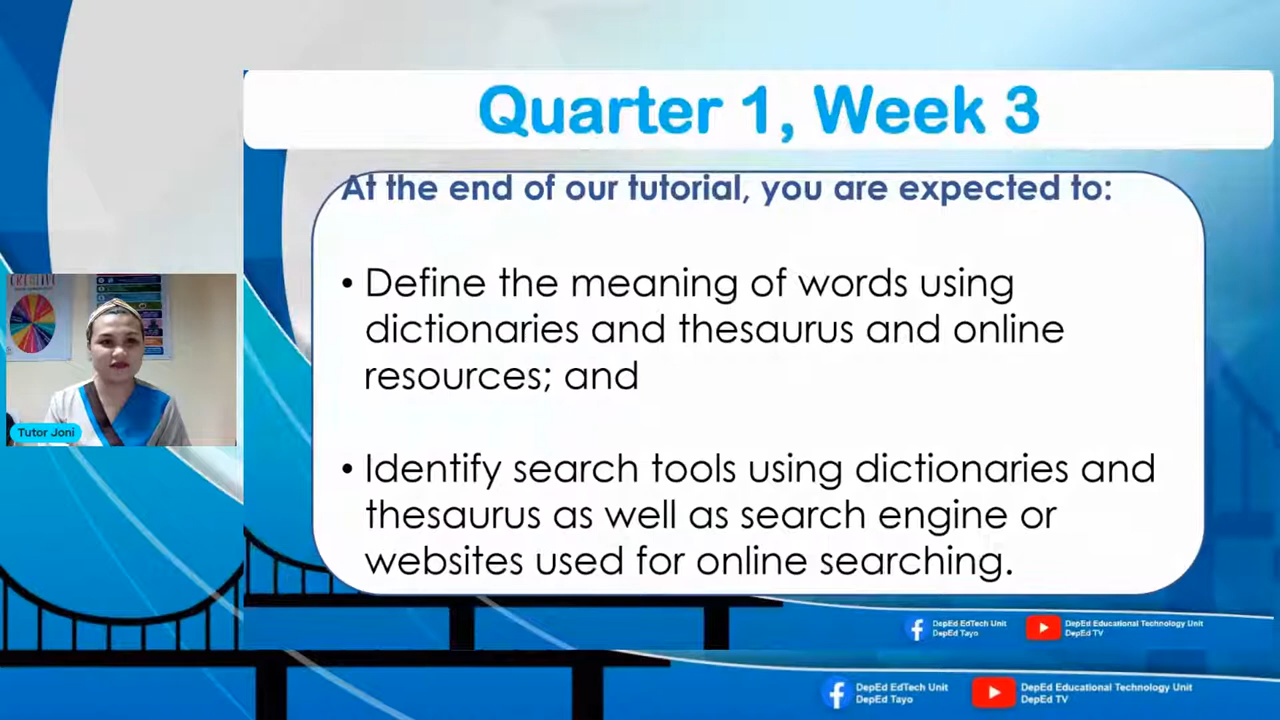 Quarter 1, Week 3
At the end of our tutorial, you are expected to:
• Define the meaning of words using
dictionaries and thesaurus and online
resources; and
• Identify search tools using dictionaries and
thesaurus as well as search engine or
websites used for online searching.
CREATIVE
Tutor Joni
DepEd EdTech Unit
DepEd Tayo
DepEd Educational Technology Unit
DepEd TV
DepEd EdTech Unit
DepEd Tayo
DepEd Educational Technology Unit
DepEd TV